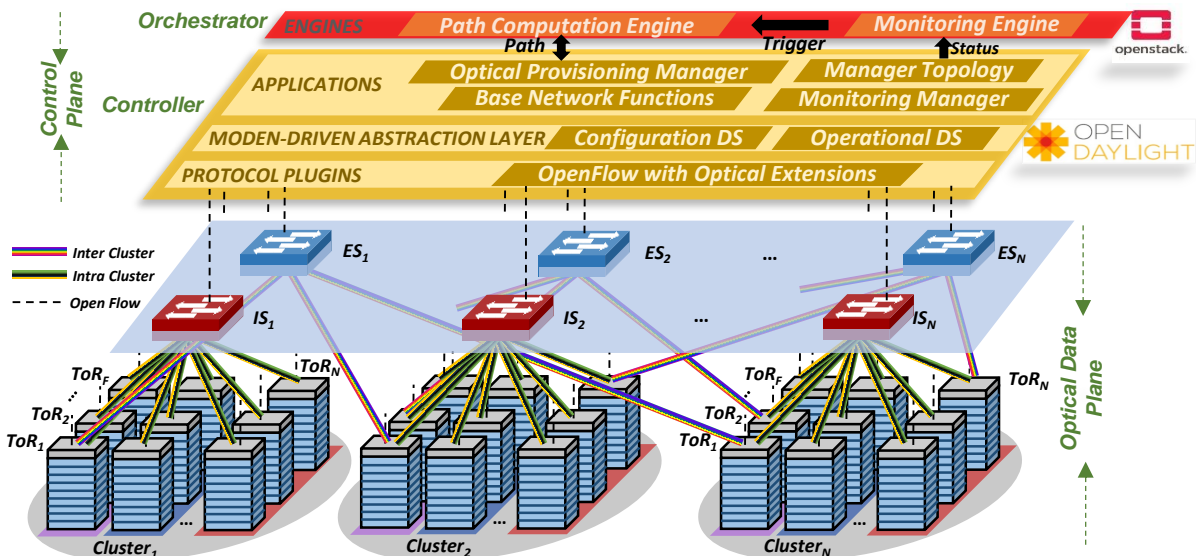 Orchestrator
ENGINES
Path Computation Engine
Monitoring Engine
Path
Trigger
Status
openstack.
Control Plane
Controller
APPLICATIONS
Optical Provisioning Manager
Manager Topology
Base Network Functions
Monitoring Manager
MODEN-DRIVEN ABSTRACTION LAYER
Configuration DS
Operational DS
OPEN
DAYLIGHT
PROTOCOL PLUGINS
OpenFlow with Optical Extensions
Inter Cluster
Intra Cluster
Open Flow
ES1
ES2
...
ESN
IS1
IS2
...
ISN
Optical Data Plane
ToRF
ToRN
ToR2
...
ToR1
ToRF
ToRN
ToR2
...
ToR1
...
...
...
Cluster1
Cluster2
ClusterN